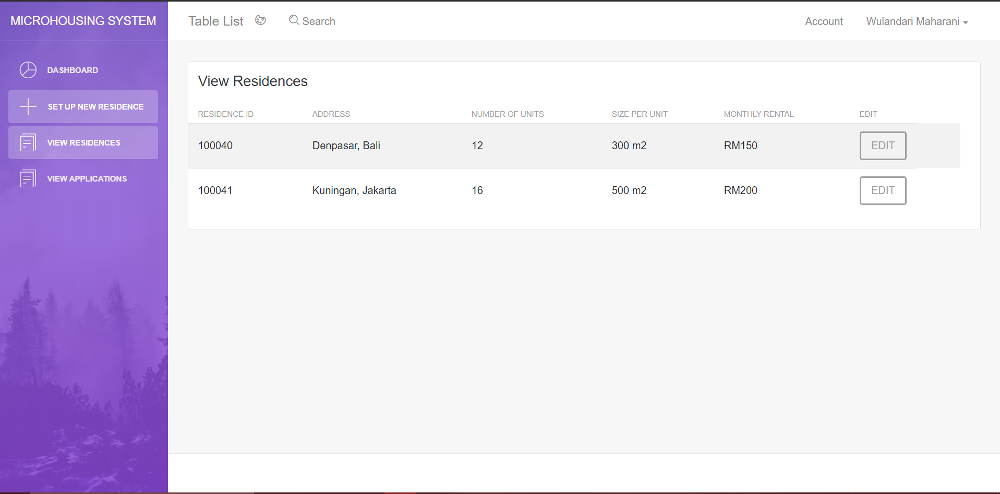 MICROHOUSING SYSTEM
Table List Search Account Wulandari Maharani
DASHBOARD
SET UP NEW RESIDENCE
VIEW RESIDENCES
VIEW APPLICATIONS
View Residences
RESIDENCE ID ADDRESS NUMBER OF UNITS SIZE PER UNIT MONTHLY RENTAL EDIT
100040 Denpasar, Bali 12 300 m2 RM150 EDIT
100041 Kuningan, Jakarta 16 500 m2 RM200 EDIT